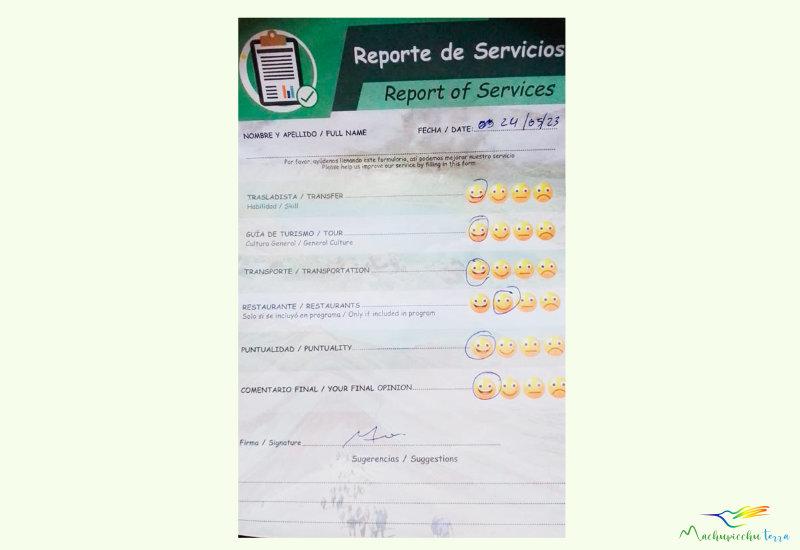 Reporte de Servicios
Report of Services
NOMBRE Y APELLIDO / FULL NAME
FECHA / DATE: 24/05/23
Por favor, ayúdenos llenando este formulario, así podemos mejorar nuestro servicio
Please help us improve our service by filling in this form
TRASLADISTA / TRANSFER
Habilidad / Skill
GUÍA DE TURISMO / TOUR
Cultura General / General Culture
TRANSPORTE / TRANSPORTATION
RESTAURANTE / RESTAURANTS
Solo si se incluyó en programa / Only if included in program
PUNTUALIDAD / PUNTUALITY
COMENTARIO FINAL / YOUR FINAL OPINION
Firma / Signature
Sugerencias / Suggestions
Machupicchu terra